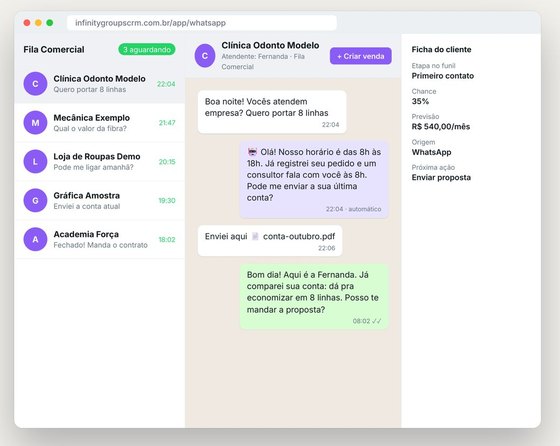 infinitygroupscrm.com.br/app/whatsapp
Fila Comercial
3 aguardando
C
Clínica Odonto Modelo
Quero portar 8 linhas
22:04
M
Mecânica Exemplo
Qual o valor da fibra?
21:47
L
Loja de Roupas Demo
Pode me ligar amanhã?
20:15
G
Gráfica Amostra
Enviei a conta atual
19:30
A
Academia Força
Fechado! Manda o contrato
18:02
C
Clínica Odonto Modelo
Atendente: Fernanda · Fila
Comercial
+ Criar venda
Boa noite! Vocês atendem
empresa? Quero portar 8 linhas
22:04
Olá! Nosso horário é das 8h às
18h. Já registrei seu pedido e um
consultor fala com você às 8h.
Pode me enviar a sua última
conta?
22:04 · automático
Enviei aqui 📄 conta-outubro.pdf
22:06
Bom dia! Aqui é a Fernanda. Já
comparei sua conta: dá pra
economizar em 8 linhas. Posso te
mandar a proposta?
08:02 ✓✓
Ficha do cliente
Etapa no funil
Primeiro contato
Chance
35%
Previsão
R$ 540,00/mês
Origem
WhatsApp
Próxima ação
Enviar proposta